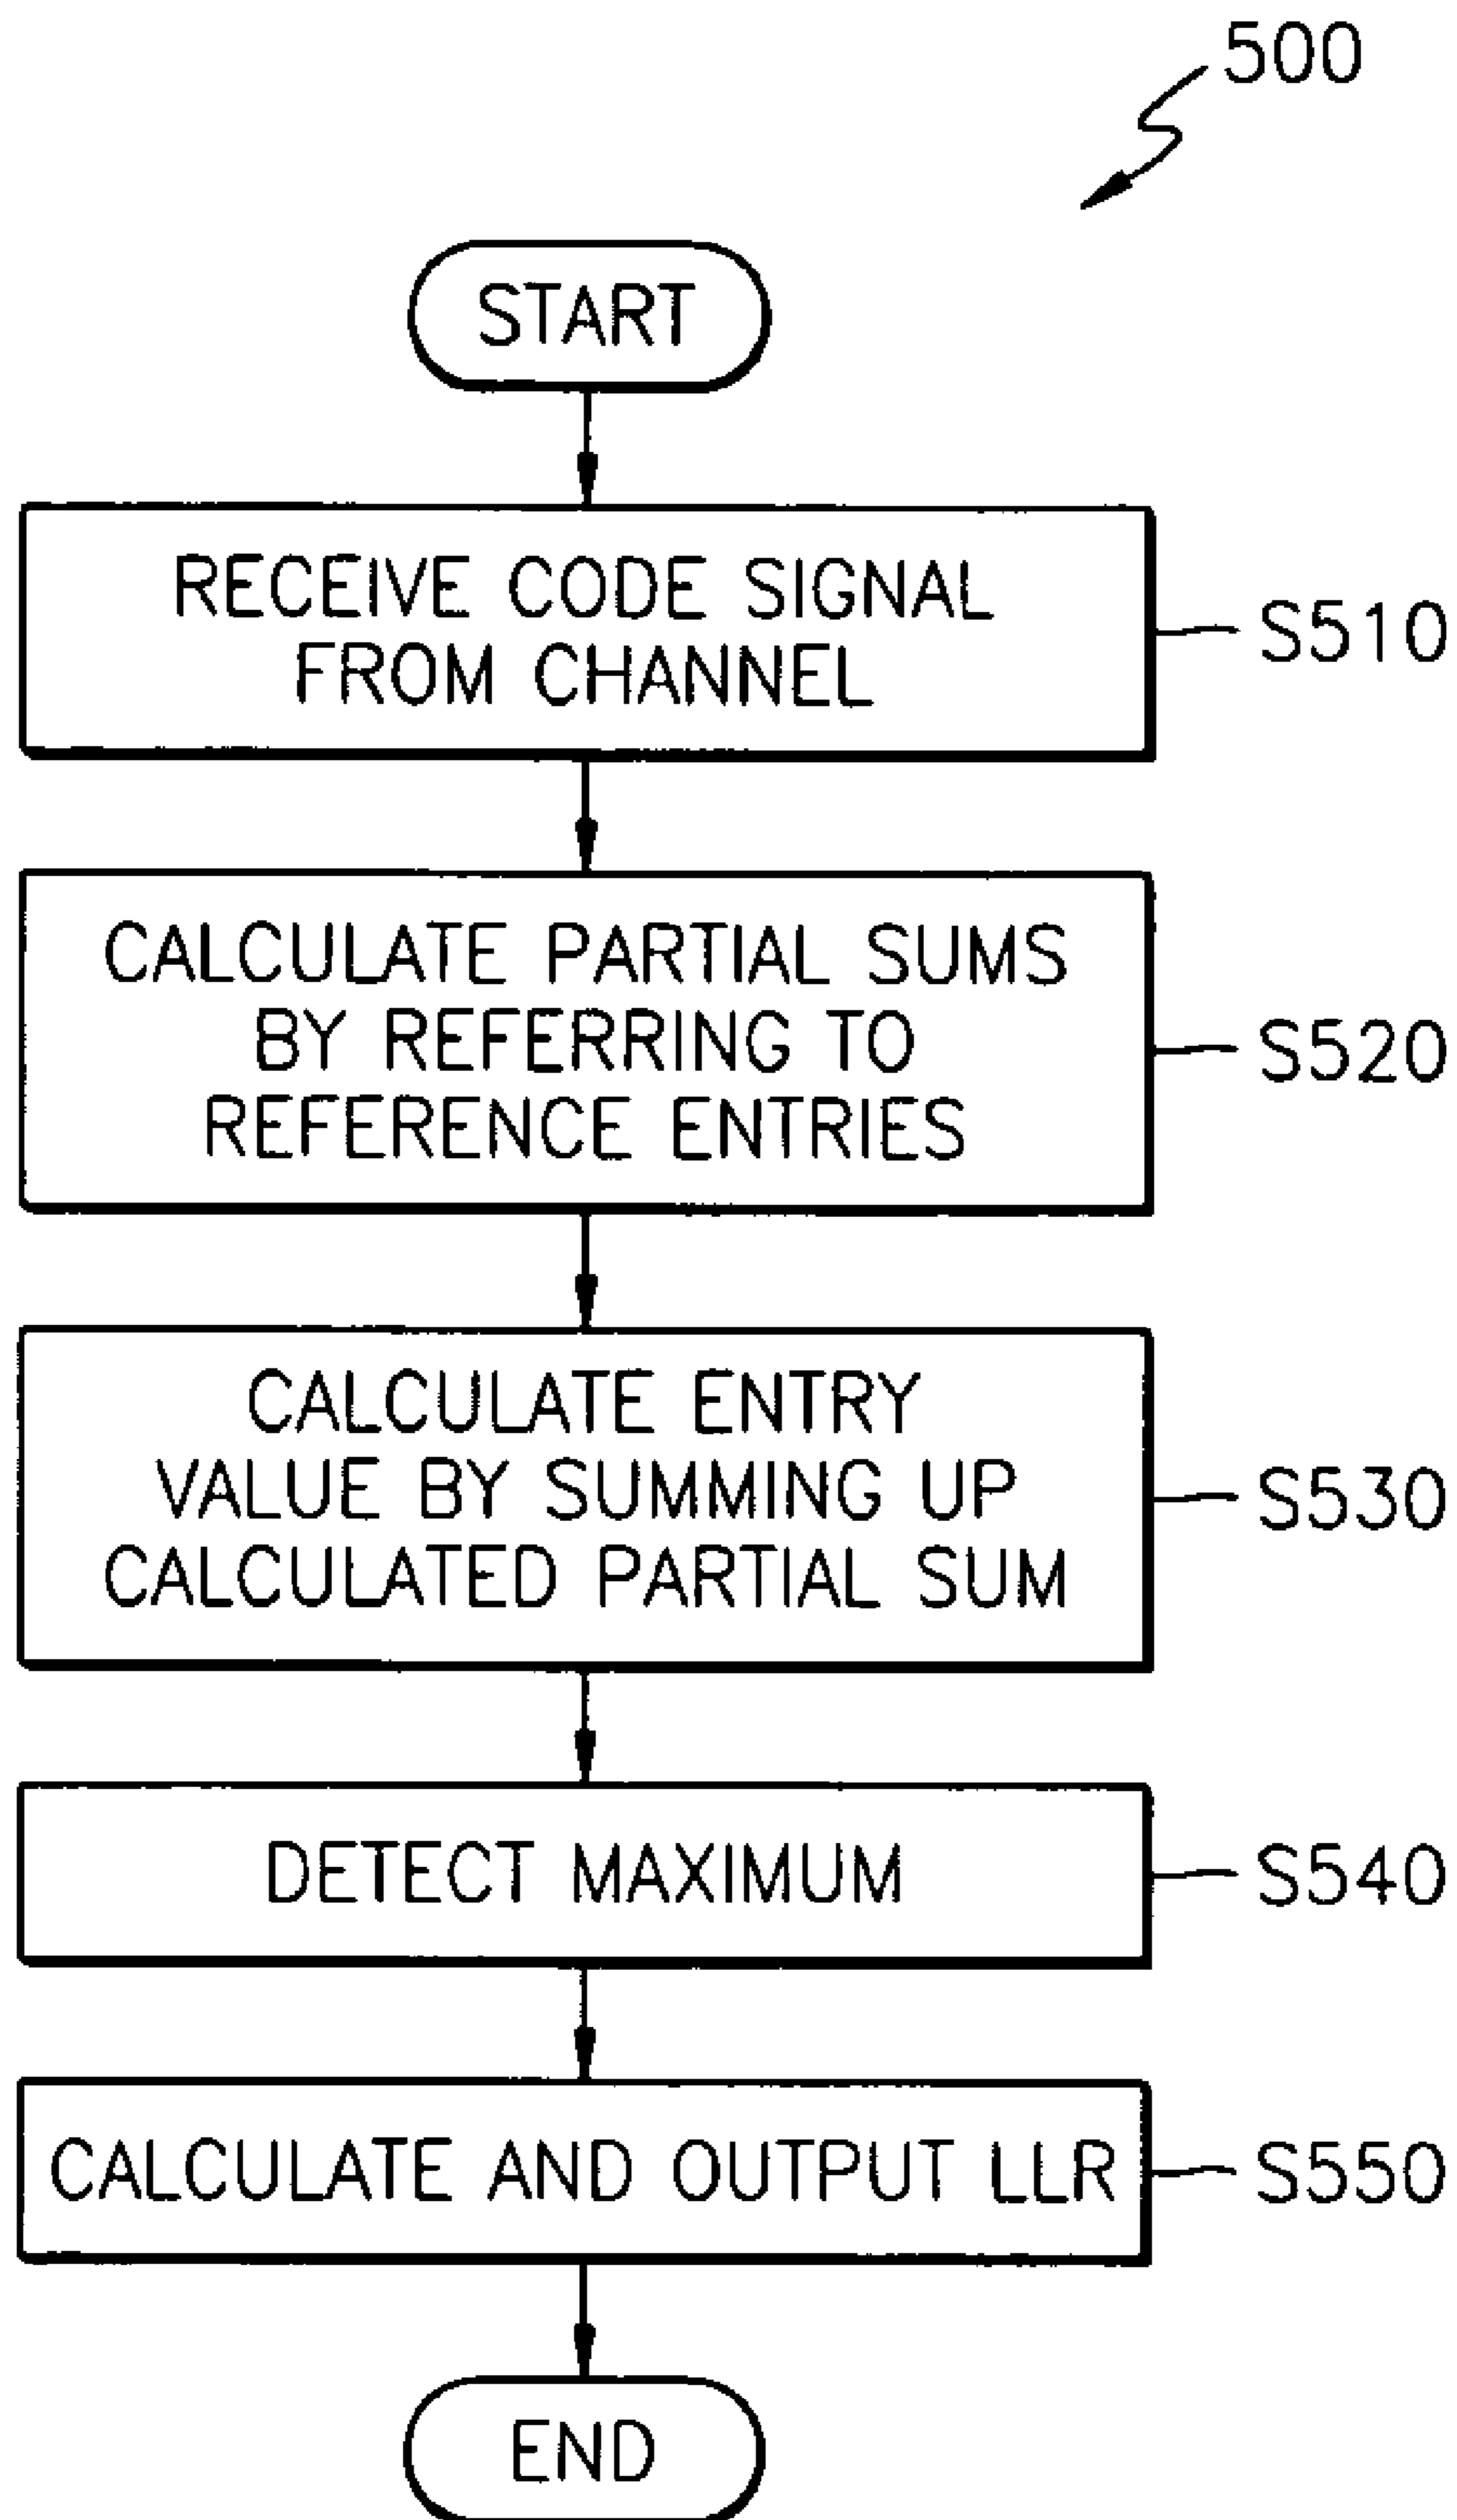 500
START
RECEIVE CODE SIGNAL
FROM CHANNEL
S510
CALCULATE PARTIAL SUMS
BY REFERRING TO
REFERENCE ENTRIES
S520
CALCULATE ENTRY
VALUE BY SUMMING UP
CALCULATED PARTIAL SUM
S530
DETECT MAXIMUM
S540
CALCULATE AND OUTPUT LLR
S550
END